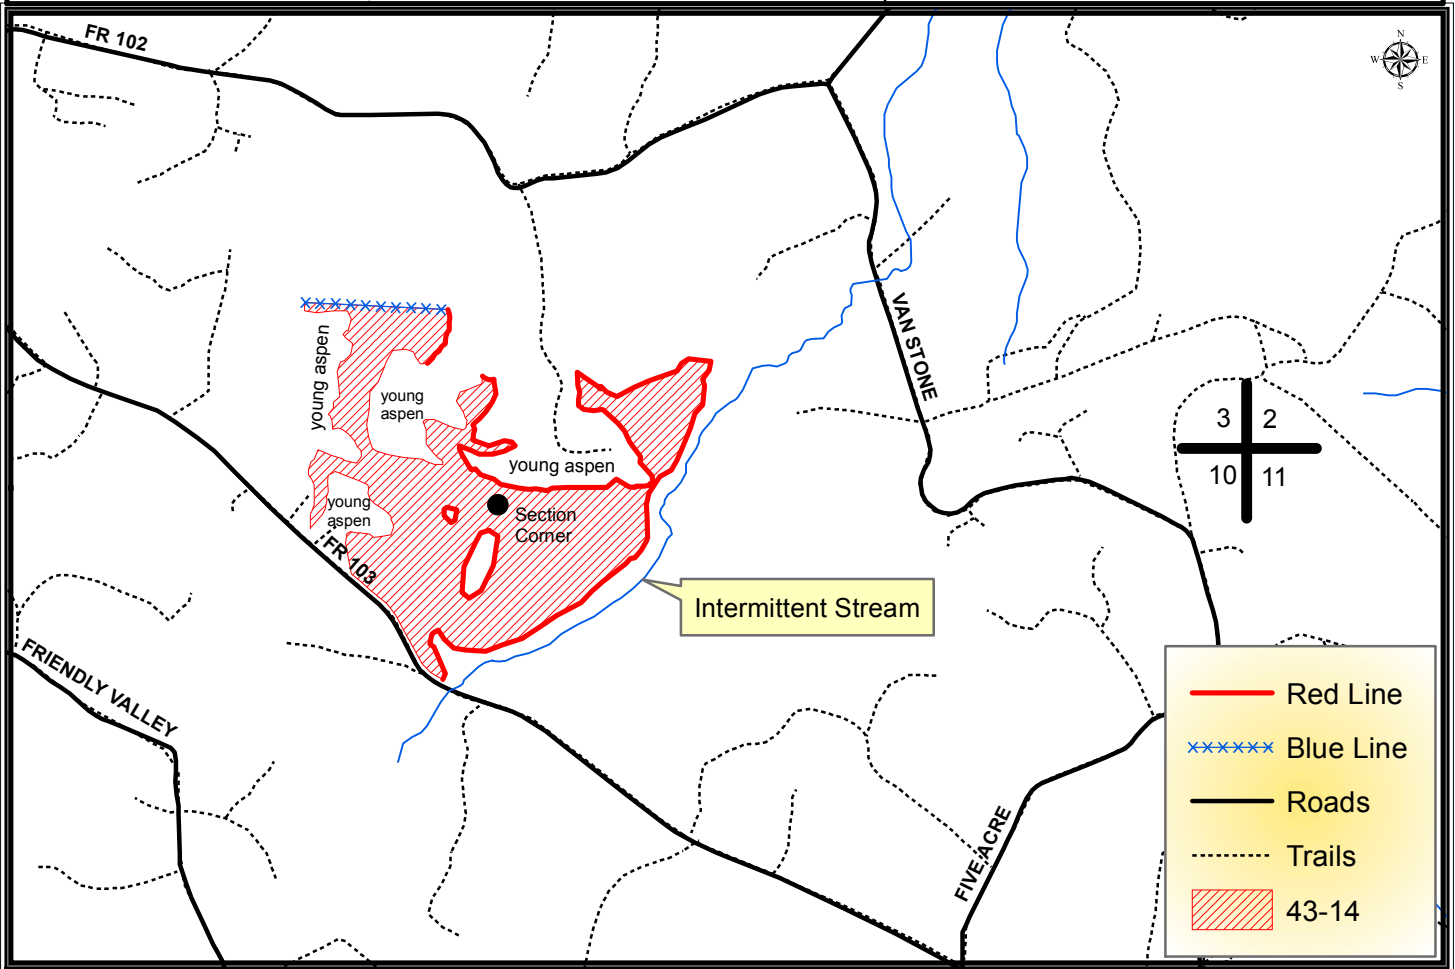 FR 102
N
W E
S
VAN STONE
young aspen
young
aspen
3 2
10 11
young aspen
young
aspen
Section
Corner
FR 103
Intermittent Stream
FRIENDLY VALLEY
FIVE ACRE
Red Line
Blue Line
Roads
Trails
43-14